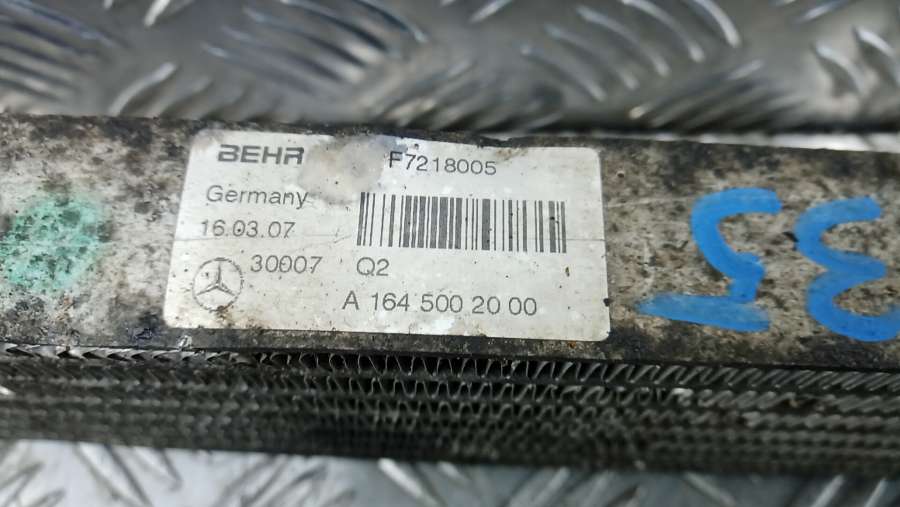 BEHR F7218005
Germany
16.03.07
30007 Q2
A 164 500 20 00
35